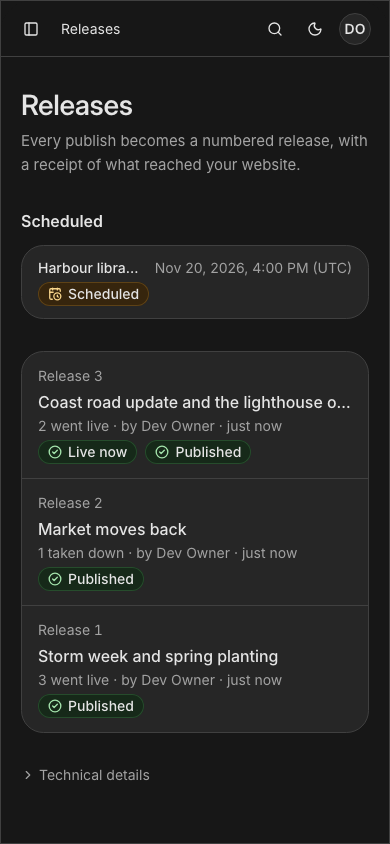 Releases
DO
Releases
Every publish becomes a numbered release, with
a receipt of what reached your website.
Scheduled
Harbour libra... Nov 20, 2026, 4:00 PM (UTC)
Scheduled
Release 3
Coast road update and the lighthouse o...
2 went live · by Dev Owner · just now
Live now Published
Release 2
Market moves back
1 taken down · by Dev Owner · just now
Published
Release 1
Storm week and spring planting
3 went live · by Dev Owner · just now
Published
Technical details